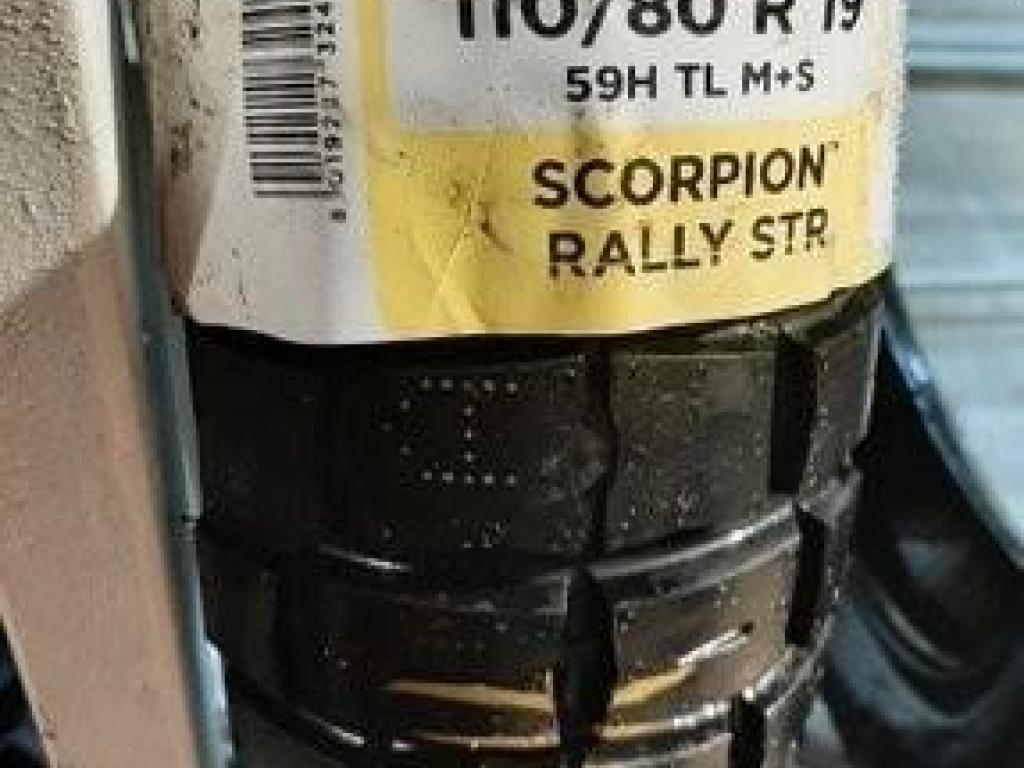 110/80 R 19
59H TL M+S
SCORPION™
RALLY STR